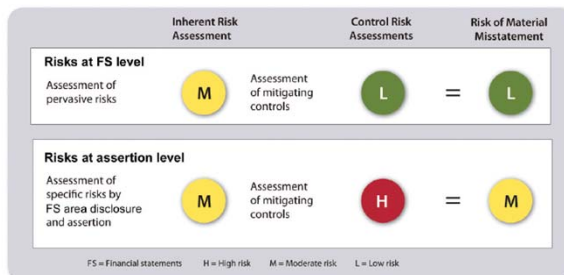 Inherent Risk
Assessment
Control Risk
Assessments
Risk of Material
Misstatement
Risks at FS level
Assessment of
pervasive risks
M
Assessment
of mitigating
controls
L
=
L
Risks at assertion level
Assessment of
specific risks by
FS area disclosure
and assertion
M
Assessment
of mitigating
controls
H
=
M
FS = Financial statements H = High risk M = Moderate risk L = Low risk